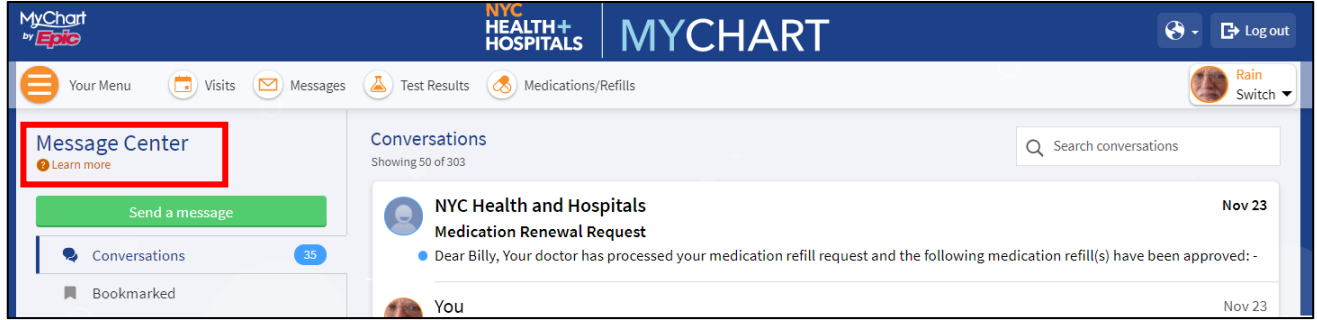 MyChart
by Epic
NYC
HEALTH+
HOSPITALS
MYCHART
Log out
Your Menu
Visits
Messages
Test Results
Medications/Refills
Rain
Switch
Message Center
? Learn more
Send a message
Conversations 35
Bookmarked
Conversations
Showing 50 of 303
Search conversations
NYC Health and Hospitals Nov 23
Medication Renewal Request
Dear Billy, Your doctor has processed your medication refill request and the following medication refill(s) have been approved: -
You Nov 23